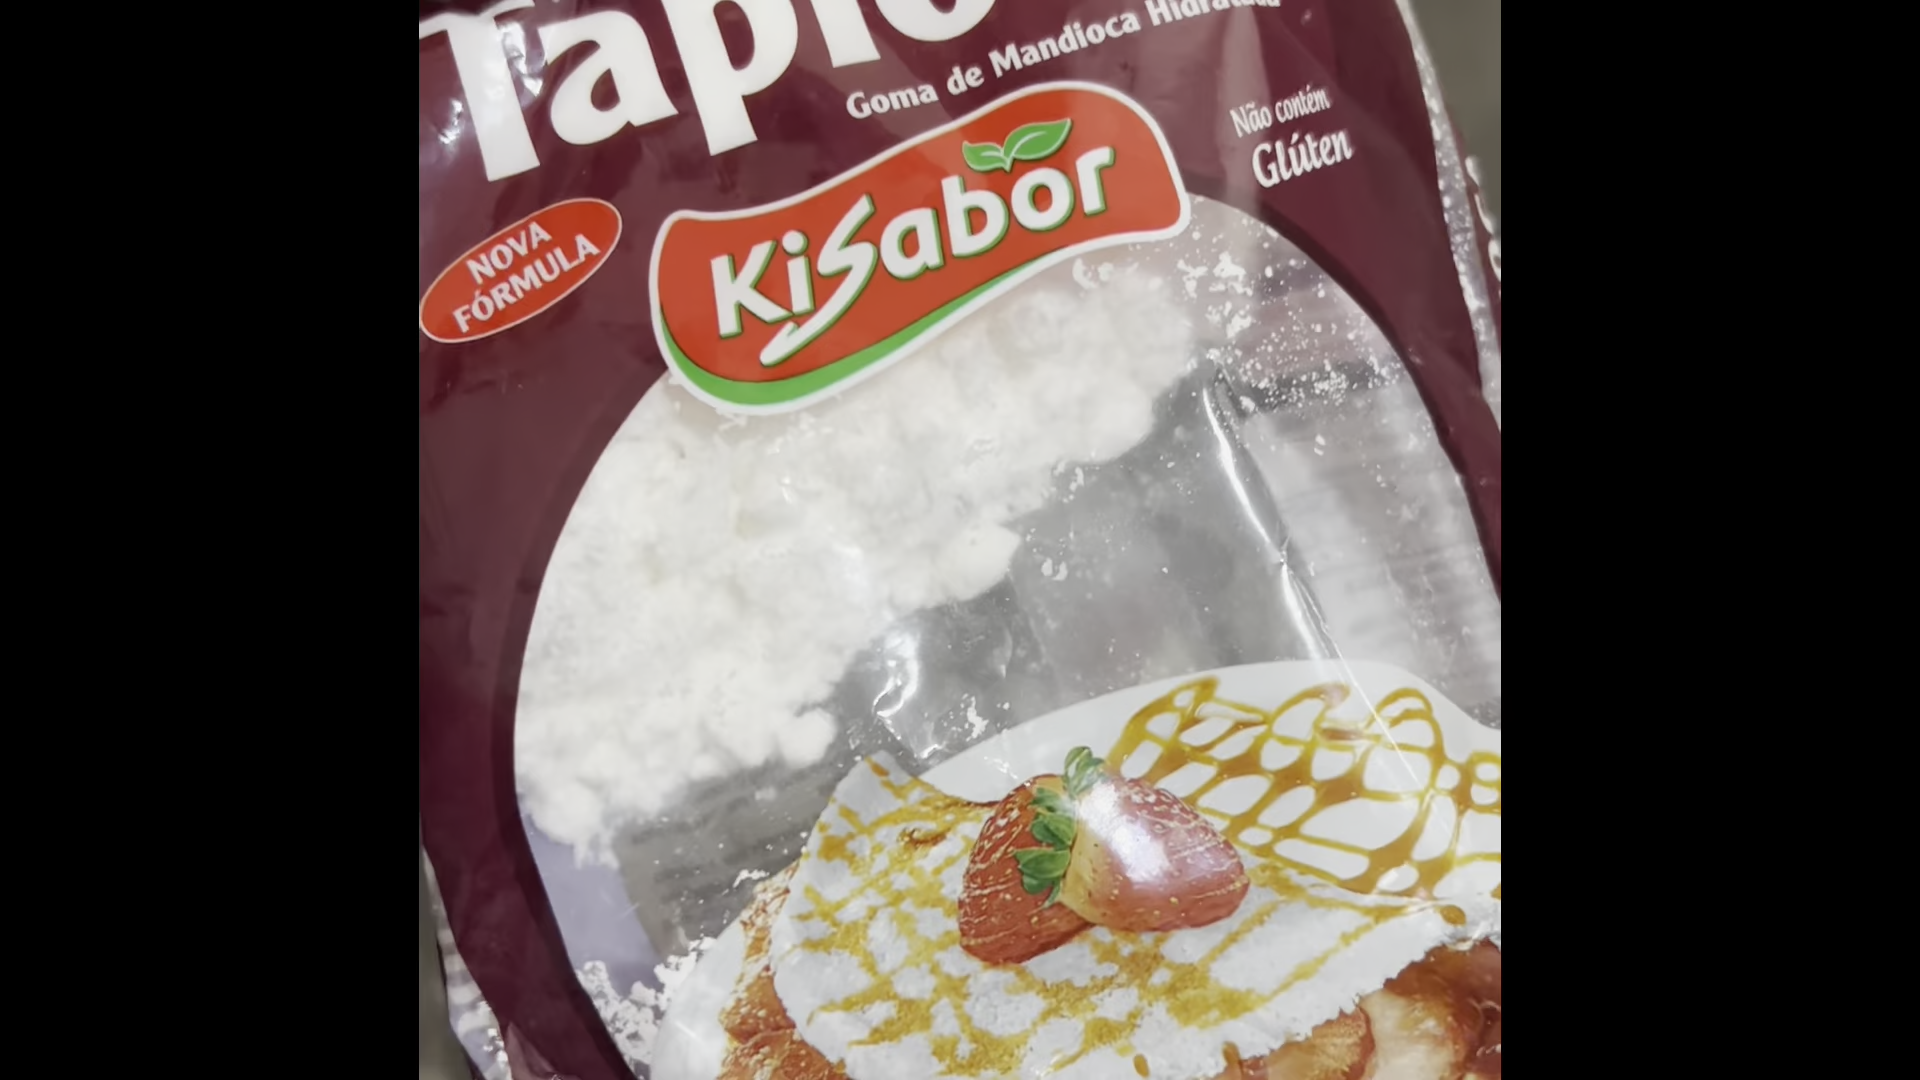 Goma de Mandioca
Não contém
Glúten
KiSabor
NOVA
FÓRMULA